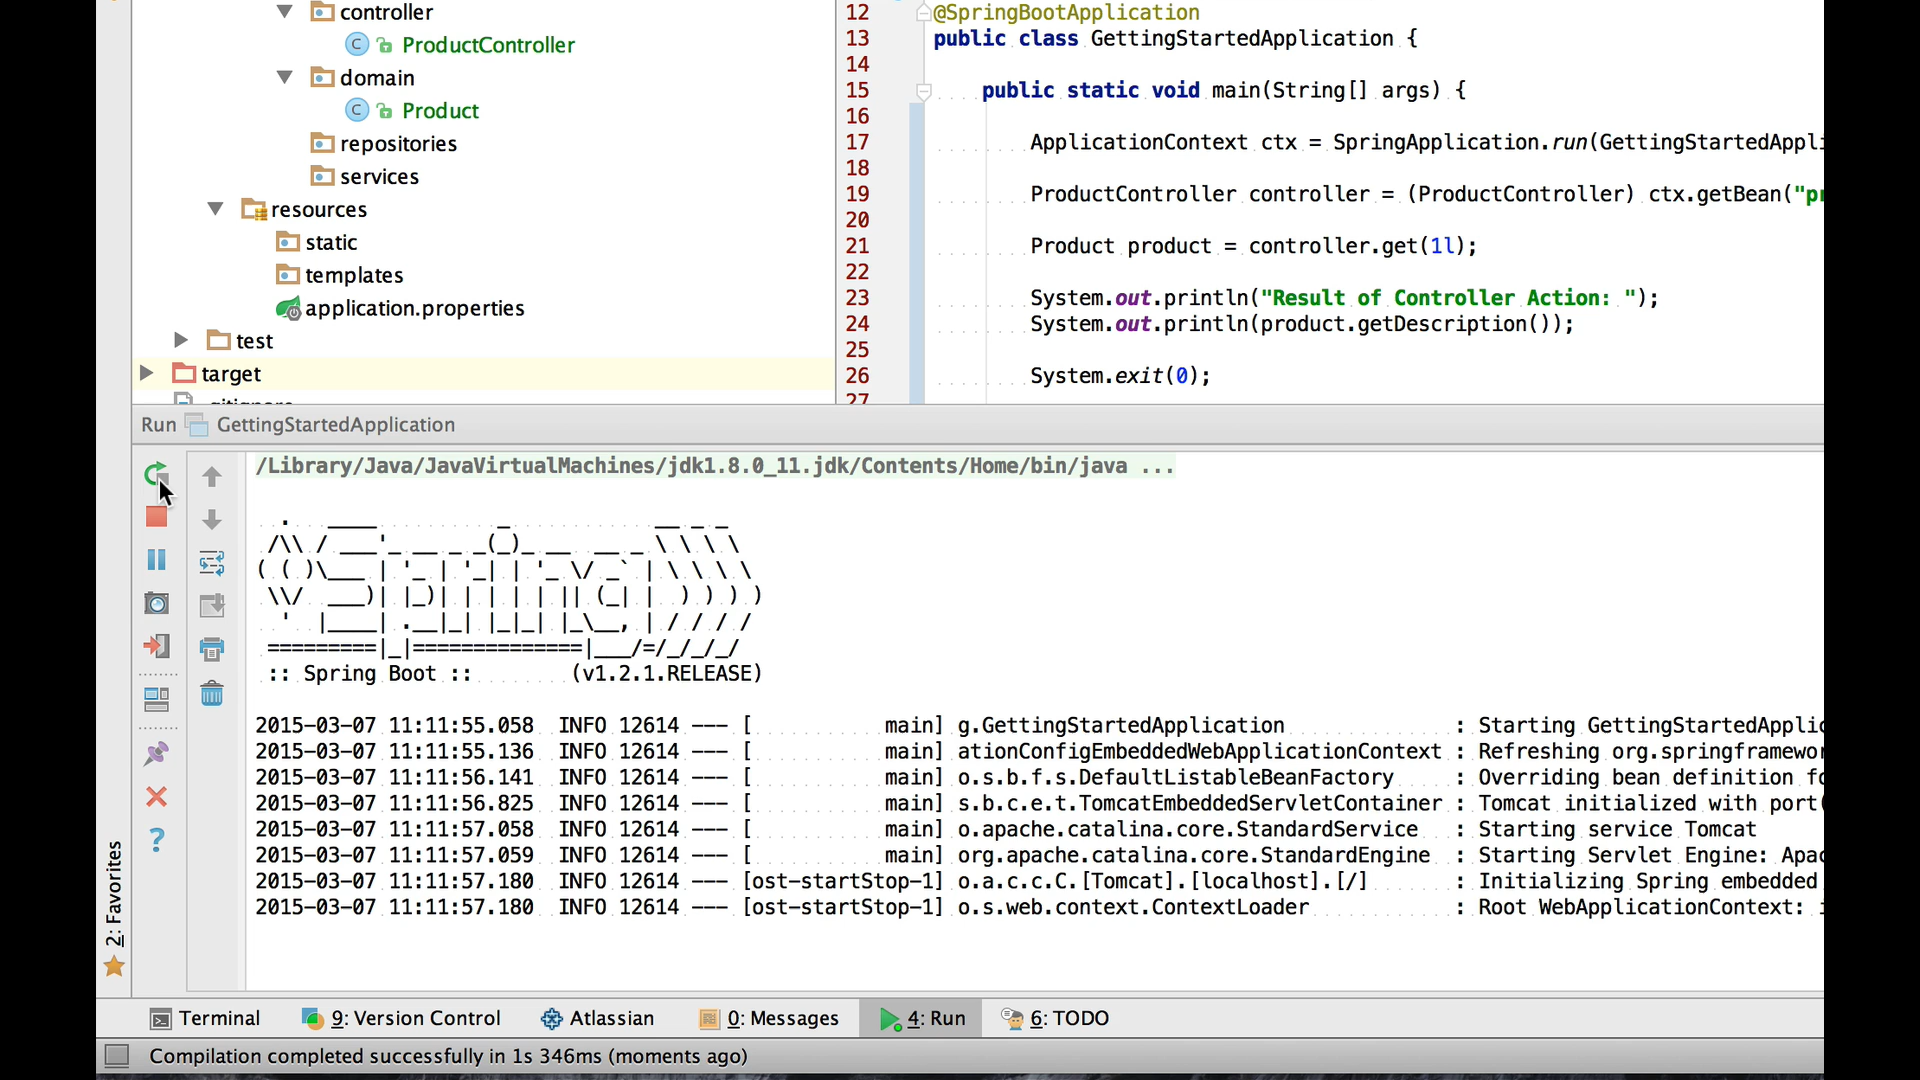 controller
ProductController
domain
Product
repositories
services
resources
static
templates
application.properties
test
target
12 @SpringBootApplication
13 public class GettingStartedApplication {
14
15 public static void main(String[] args) {
16
17 ApplicationContext ctx = SpringApplication.run(GettingStartedAppli
18
19 ProductController controller = (ProductController) ctx.getBean("pr
20
21 Product product = controller.get(1l);
22
23 System.out.println("Result of Controller Action: ");
24 System.out.println(product.getDescription());
25
26 System.exit(0);
27
Run GettingStartedApplication
/Library/Java/JavaVirtualMachines/jdk1.8.0_11.jdk/Contents/Home/bin/java ...
:: Spring Boot :: (v1.2.1.RELEASE)
2015-03-07 11:11:55.058 INFO 12614 --- [ main] g.GettingStartedApplication : Starting GettingStartedApplic
2015-03-07 11:11:55.136 INFO 12614 --- [ main] ationConfigEmbeddedWebApplicationContext : Refreshing org.springframewor
2015-03-07 11:11:56.141 INFO 12614 --- [ main] o.s.b.f.s.DefaultListableBeanFactory : Overriding bean definition fo
2015-03-07 11:11:56.825 INFO 12614 --- [ main] s.b.c.e.t.TomcatEmbeddedServletContainer : Tomcat initialized with port(
2015-03-07 11:11:57.058 INFO 12614 --- [ main] o.apache.catalina.core.StandardService : Starting service Tomcat
2015-03-07 11:11:57.059 INFO 12614 --- [ main] org.apache.catalina.core.StandardEngine : Starting Servlet Engine: Apac
2015-03-07 11:11:57.180 INFO 12614 --- [ost-startStop-1] o.a.c.c.C.[Tomcat].[localhost].[/] : Initializing Spring embedded
2015-03-07 11:11:57.180 INFO 12614 --- [ost-startStop-1] o.s.web.context.ContextLoader : Root WebApplicationContext: i
2: Favorites
Terminal 9: Version Control Atlassian 0: Messages 4: Run 6: TODO
Compilation completed successfully in 1s 346ms (moments ago)